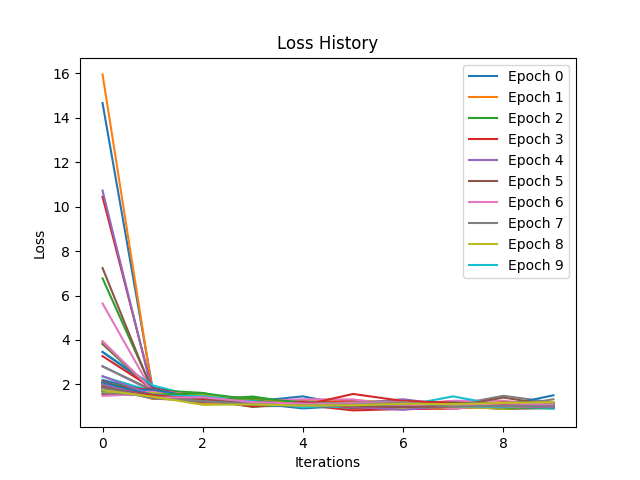 Loss History
Loss
16
14
12
10
8
6
4
2
0
2
4
6
8
Iterations
Epoch 0
Epoch 1
Epoch 2
Epoch 3
Epoch 4
Epoch 5
Epoch 6
Epoch 7
Epoch 8
Epoch 9